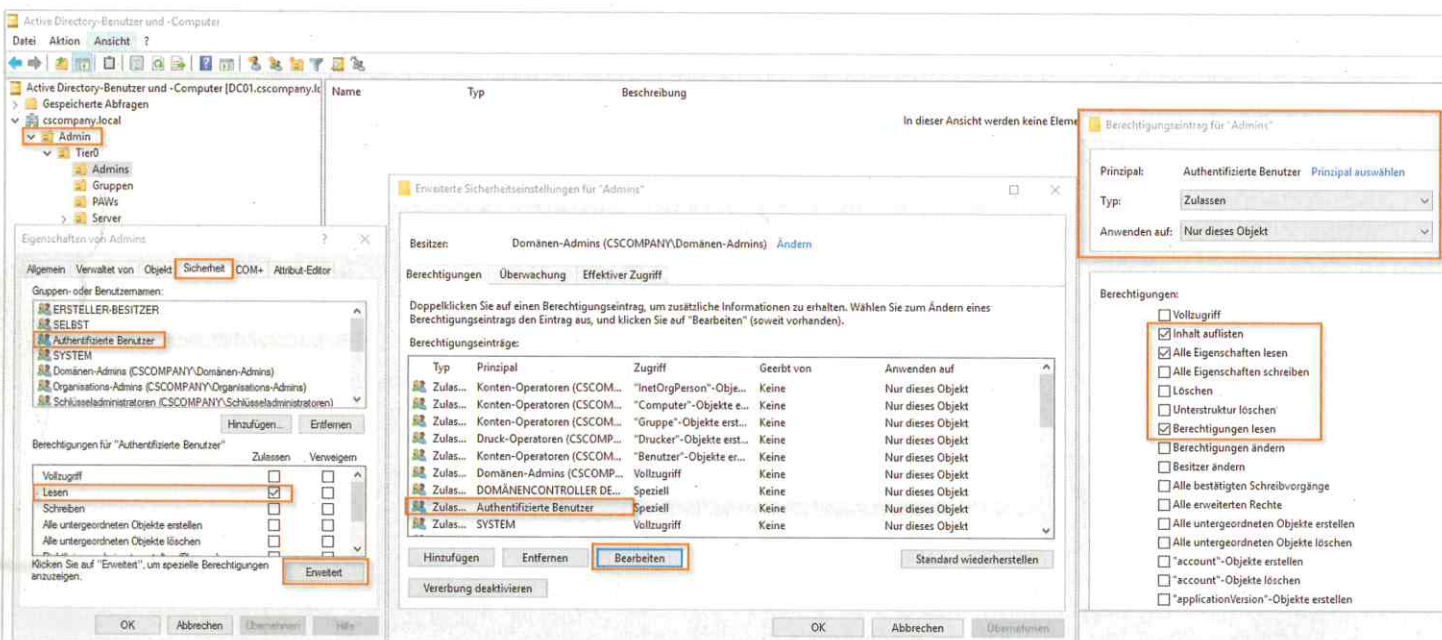 Active Directory-Benutzer und -Computer
Datei Aktion Ansicht ?
Active Directory-Benutzer und -Computer [DC01.cscompany.lc
Gespeicherte Abfragen
cscompany.local
Admin
Tier0
Admins
Gruppen
PAWs
Server
Name Typ Beschreibung
In dieser Ansicht werden keine Eleme
Eigenschaften von Admins ? ×
Allgemein Verwaltet von Objekt Sicherheit COM+ Attribut-Editor
Gruppen- oder Benutzernamen:
ERSTELLER-BESITZER
SELBST
Authentifizierte Benutzer
SYSTEM
Domänen-Admins (CSCOMPANY\Domänen-Admins)
Organisations-Admins (CSCOMPANY\Organisations-Admins)
Schlüsseladministratoren (CSCOMPANY\Schlüsseladministratoren)
Hinzufügen... Entfernen
Berechtigungen für "Authentifizierte Benutzer"
Zulassen Verweigern
Vollzugriff
Lesen
Schreiben
Alle untergeordneten Objekte erstellen
Alle untergeordneten Objekte löschen
Klicken Sie auf "Erweitert", um spezielle Berechtigungen
anzuzeigen.
Erweitert
OK Abbrechen Übernehmen Hilfe
Erweiterte Sicherheitseinstellungen für "Admins"
Besitzer: Domänen-Admins (CSCOMPANY\Domänen-Admins) Ändern
Berechtigungen Überwachung Effektiver Zugriff
Doppelklicken Sie auf einen Berechtigungseintrag, um zusätzliche Informationen zu erhalten. Wählen Sie zum Ändern eines
Berechtigungseintrags den Eintrag aus, und klicken Sie auf "Bearbeiten" (soweit vorhanden).
Berechtigungseinträge:
Typ Prinzipal Zugriff Geerbt von Anwenden auf
Zulas... Konten-Operatoren (CSCOM... "InetOrgPerson"-Obje... Keine Nur dieses Objekt
Zulas... Konten-Operatoren (CSCOM... "Computer"-Objekte e... Keine Nur dieses Objekt
Zulas... Konten-Operatoren (CSCOM... "Gruppe"-Objekte erst... Keine Nur dieses Objekt
Zulas... Druck-Operatoren (CSCOMP... "Drucker"-Objekte erst... Keine Nur dieses Objekt
Zulas... Konten-Operatoren (CSCOM... "Benutzer"-Objekte er... Keine Nur dieses Objekt
Zulas... Domänen-Admins (CSCOMP... Vollzugriff Keine Nur dieses Objekt
Zulas... DOMÄNENCONTROLLER DE... Speziell Keine Nur dieses Objekt
Zulas... Authentifizierte Benutzer Speziell Keine Nur dieses Objekt
Zulas... SYSTEM Vollzugriff Keine Nur dieses Objekt
Hinzufügen Entfernen Bearbeiten Standard wiederherstellen
Vererbung deaktivieren
OK Abbrechen Übernehmen
Berechtigungseintrag für "Admins"
Prinzipal: Authentifizierte Benutzer Prinzipal auswählen
Typ: Zulassen
Anwenden auf: Nur dieses Objekt
Berechtigungen:
Vollzugriff
Inhalt auflisten
Alle Eigenschaften lesen
Alle Eigenschaften schreiben
Löschen
Unterstruktur löschen
Berechtigungen lesen
Berechtigungen ändern
Besitzer ändern
Alle bestätigten Schreibvorgänge
Alle erweiterten Rechte
Alle untergeordneten Objekte erstellen
Alle untergeordneten Objekte löschen
"account"-Objekte erstellen
"account"-Objekte löschen
"applicationVersion"-Objekte erstellen